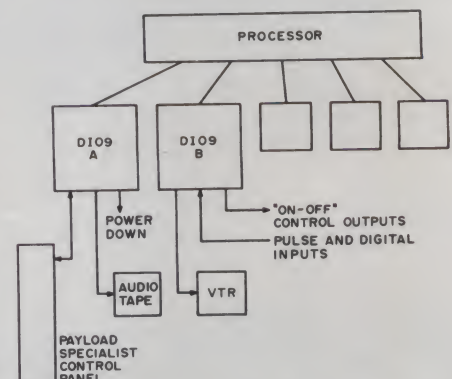 PROCESSOR
DIO9
A
DIO9
B
POWER
DOWN
"ON-OFF"
CONTROL OUTPUTS
PULSE AND DIGITAL
INPUTS
AUDIO
TAPE
VTR
PAYLOAD
SPECIALIST
CONTROL
PANEL